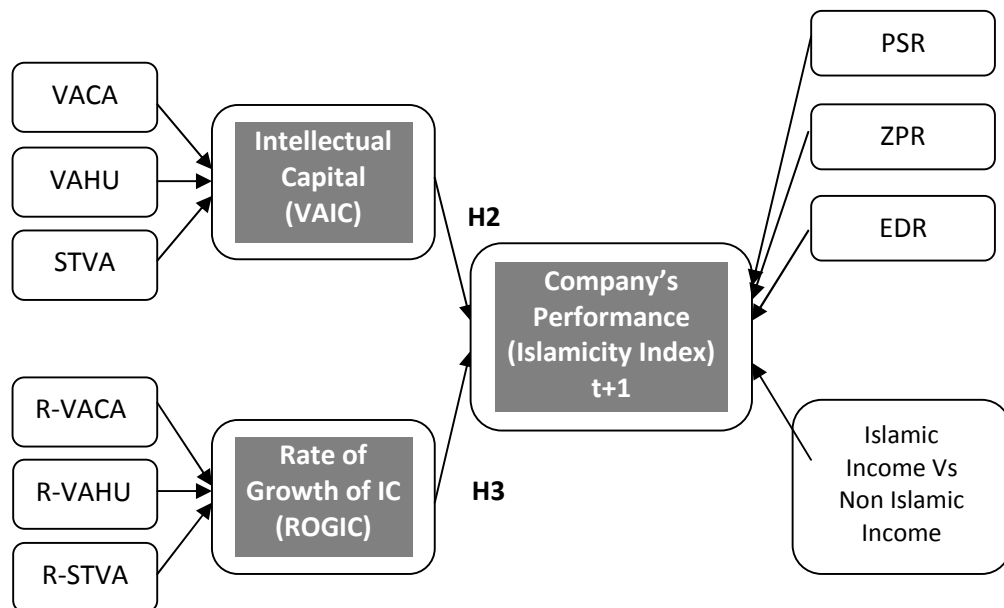 VACA
VAHU
STVA
Intellectual
Capital
(VAIC)
H2
R-VACA
R-VAHU
R-STVA
Rate of
Growth of IC
(ROGIC)
H3
Company’s
Performance
(Islamicity Index)
t+1
PSR
ZPR
EDR
Islamic
Income Vs
Non Islamic
Income